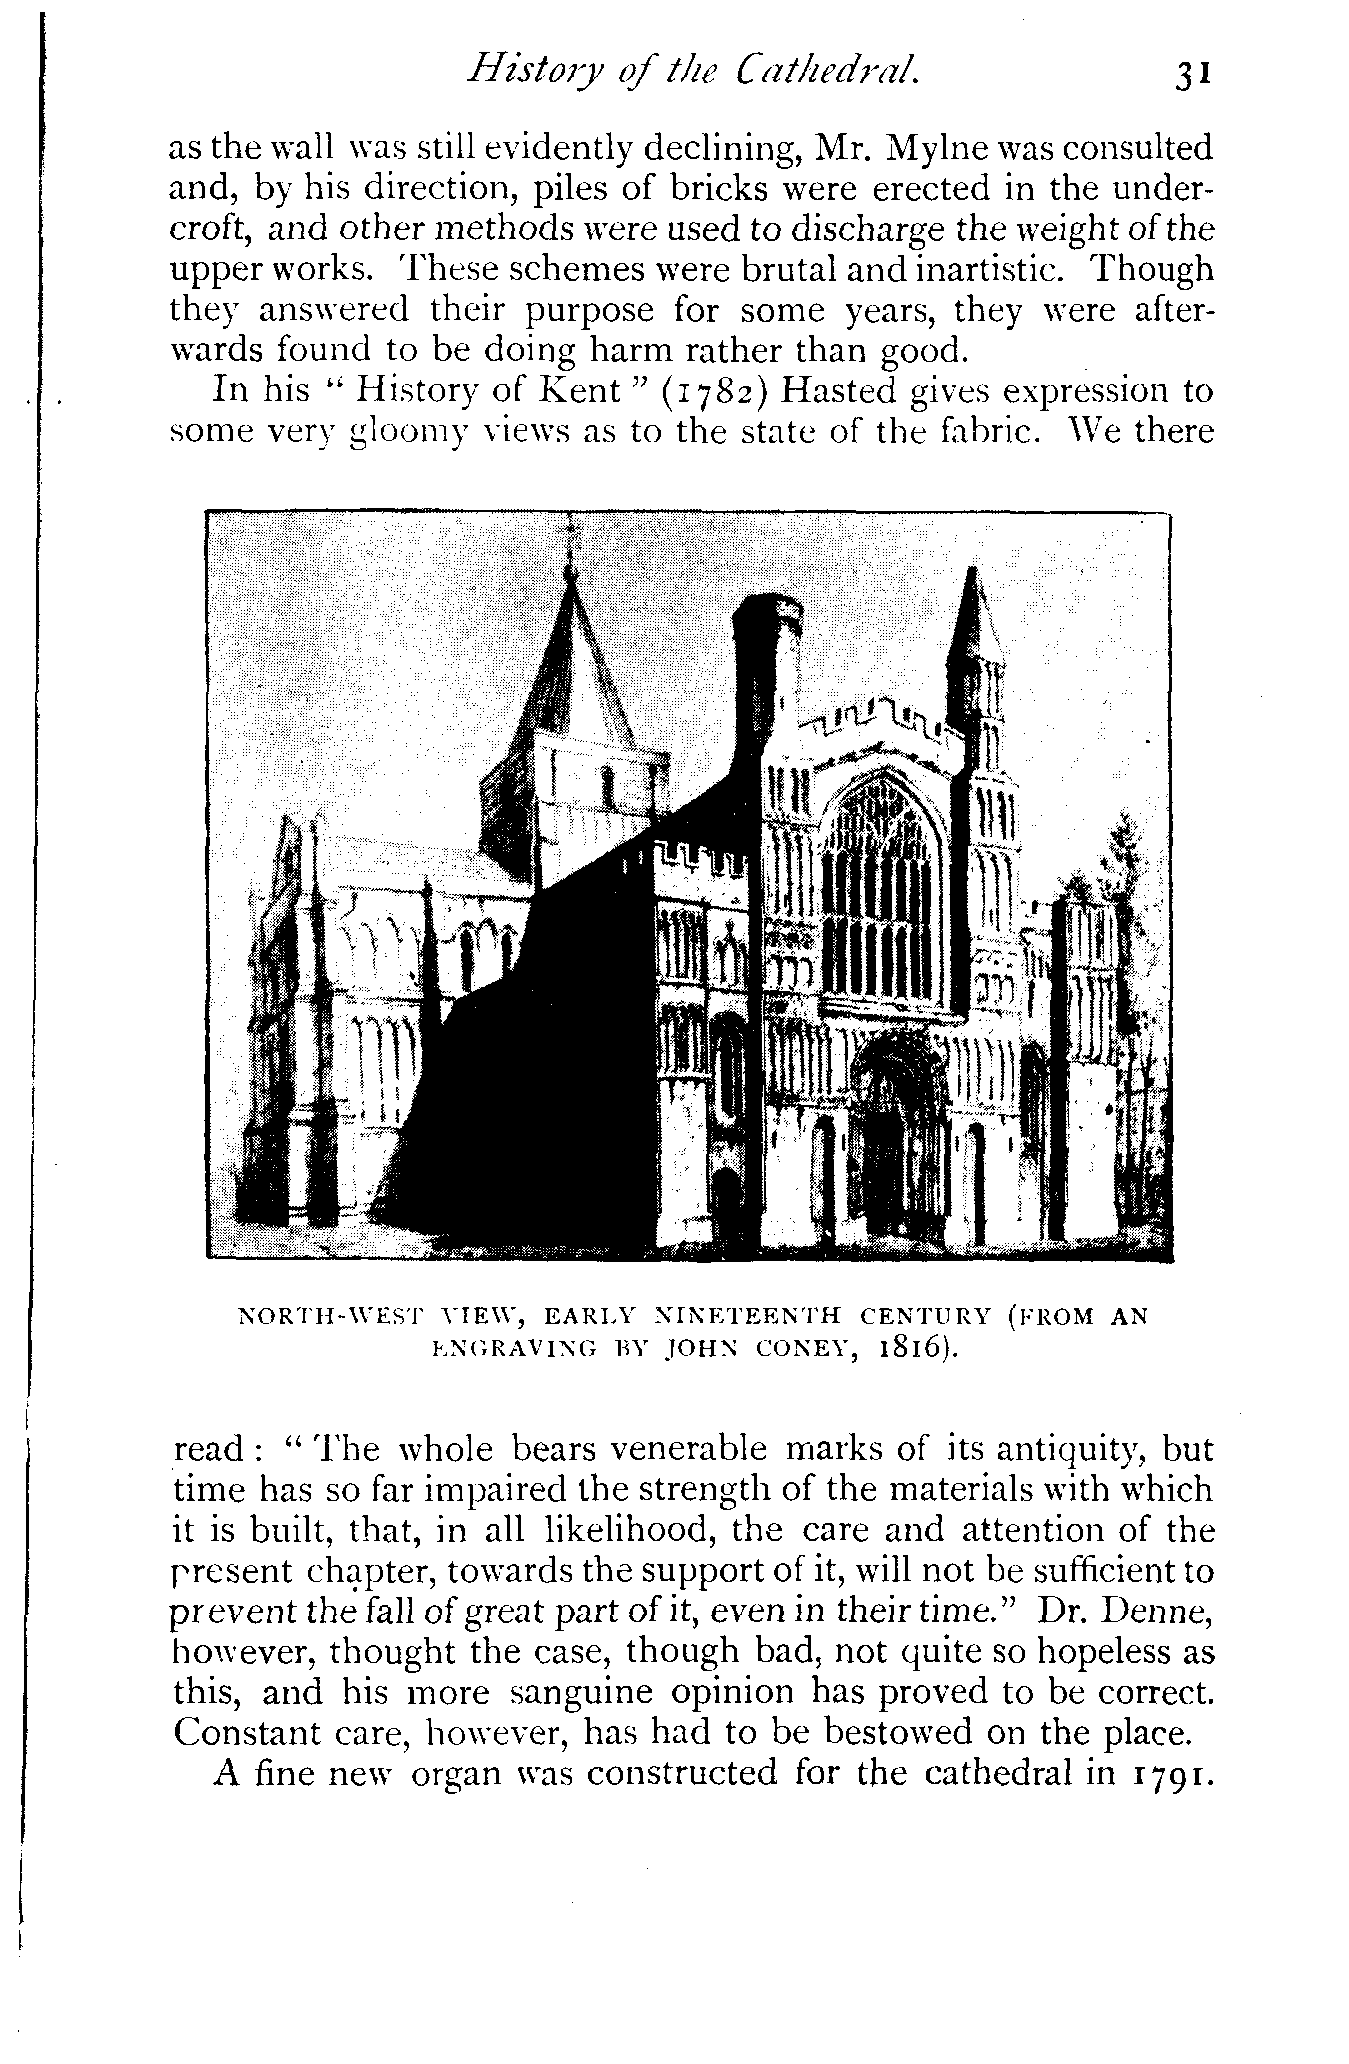 History of the Cathedral. 31
as the wall was still evidently declining, Mr. Mylne was consulted
and, by his direction, piles of bricks were erected in the under-
croft, and other methods were used to discharge the weight of the
upper works. These schemes were brutal and inartistic. Though
they answered their purpose for some years, they were after-
wards found to be doing harm rather than good.
In his “ History of Kent ” (1782) Hasted gives expression to
some very gloomy views as to the state of the fabric. We there
NORTH-WEST VIEW, EARLY NINETEENTH CENTURY (FROM AN
ENGRAVING BY JOHN CONEY, 1816).
read : “ The whole bears venerable marks of its antiquity, but
time has so far impaired the strength of the materials with which
it is built, that, in all likelihood, the care and attention of the
present chapter, towards the support of it, will not be sufficient to
prevent the fall of great part of it, even in their time.” Dr. Denne,
however, thought the case, though bad, not quite so hopeless as
this, and his more sanguine opinion has proved to be correct.
Constant care, however, has had to be bestowed on the place.
A fine new organ was constructed for the cathedral in 1791.